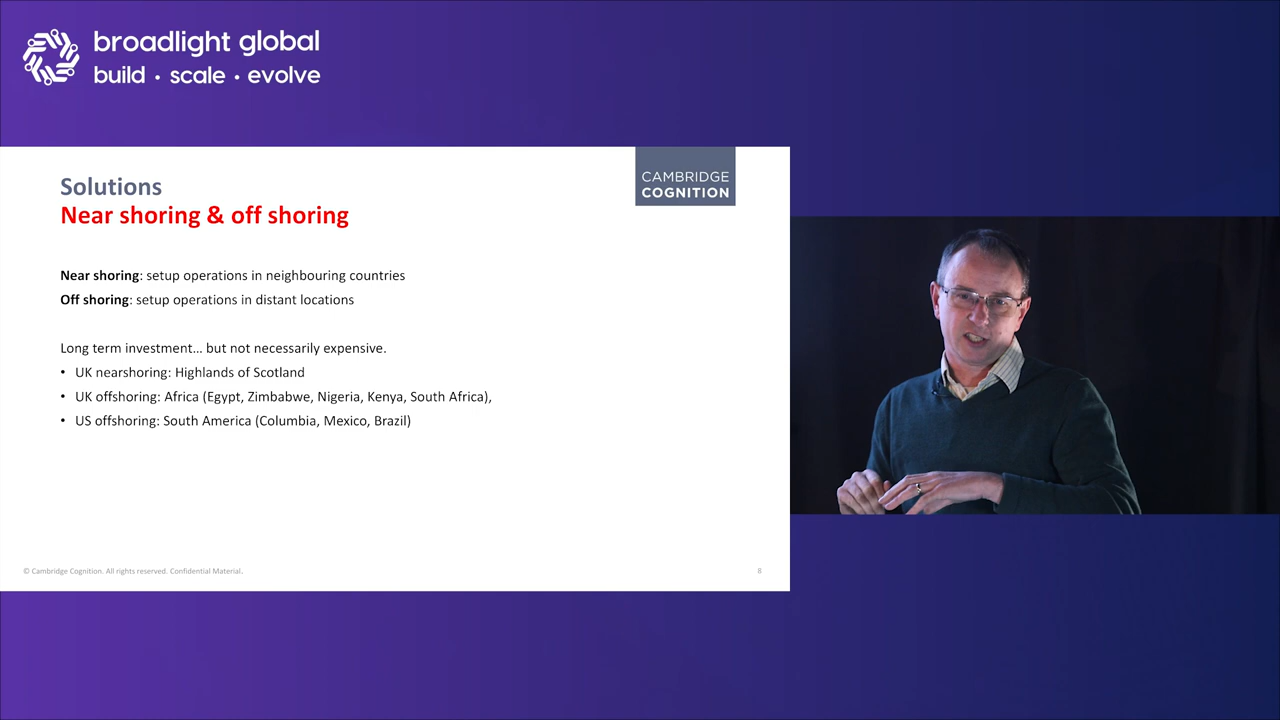 broadlight global
build • scale • evolve
CAMBRIDGE
COGNITION
Solutions
Near shoring & off shoring
Near shoring: setup operations in neighbouring countries
Off shoring: setup operations in distant locations
Long term investment... but not necessarily expensive.
• UK nearshoring: Highlands of Scotland
• UK offshoring: Africa (Egypt, Zimbabwe, Nigeria, Kenya, South Africa),
• US offshoring: South America (Columbia, Mexico, Brazil)
© Cambridge Cognition. All rights reserved. Confidential Material.
8